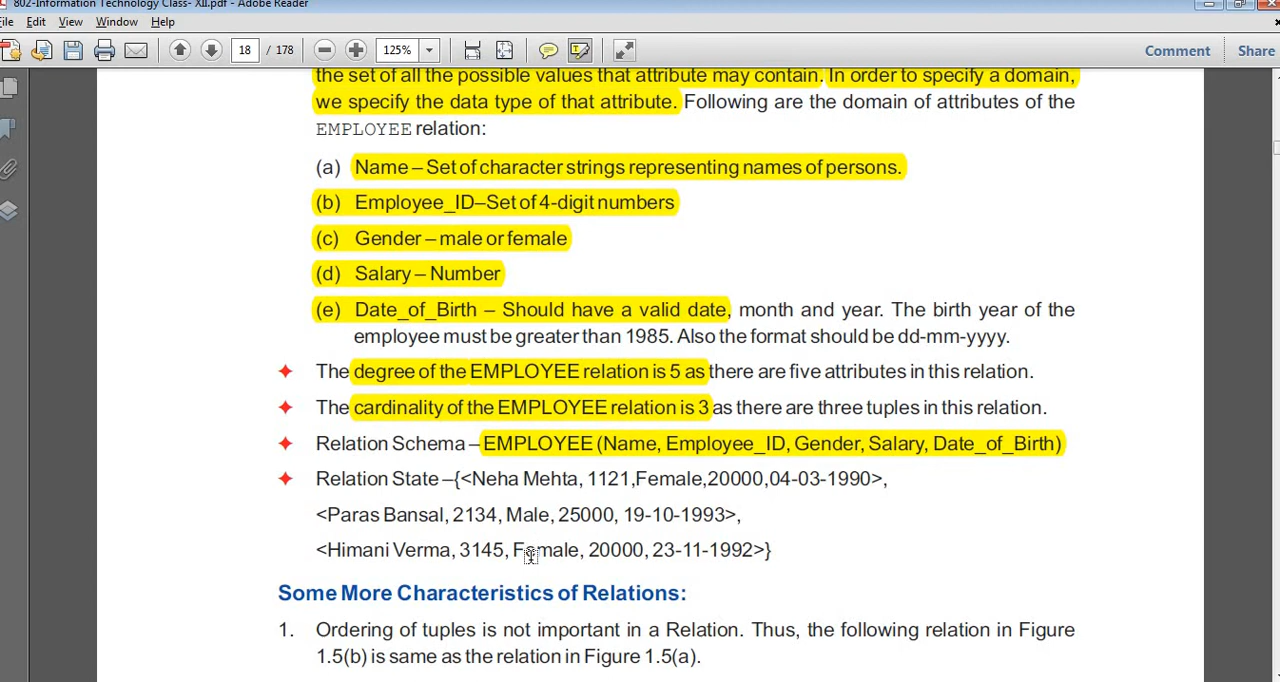 802-Information Technology Class- XII.pdf - Adobe Reader
File Edit View Window Help
18 / 178 125% Comment Share
the set of all the possible values that attribute may contain. In order to specify a domain,
we specify the data type of that attribute. Following are the domain of attributes of the
EMPLOYEE relation:
(a) Name – Set of character strings representing names of persons.
(b) Employee_ID–Set of 4-digit numbers
(c) Gender – male or female
(d) Salary – Number
(e) Date_of_Birth – Should have a valid date, month and year. The birth year of the
employee must be greater than 1985. Also the format should be dd-mm-yyyy.
✦ The degree of the EMPLOYEE relation is 5 as there are five attributes in this relation.
✦ The cardinality of the EMPLOYEE relation is 3 as there are three tuples in this relation.
✦ Relation Schema – EMPLOYEE (Name, Employee_ID, Gender, Salary, Date_of_Birth)
✦ Relation State –{<Neha Mehta, 1121,Female,20000,04-03-1990>,
<Paras Bansal, 2134, Male, 25000, 19-10-1993>,
<Himani Verma, 3145, Female, 20000, 23-11-1992>}
Some More Characteristics of Relations:
1. Ordering of tuples is not important in a Relation. Thus, the following relation in Figure
1.5(b) is same as the relation in Figure 1.5(a).